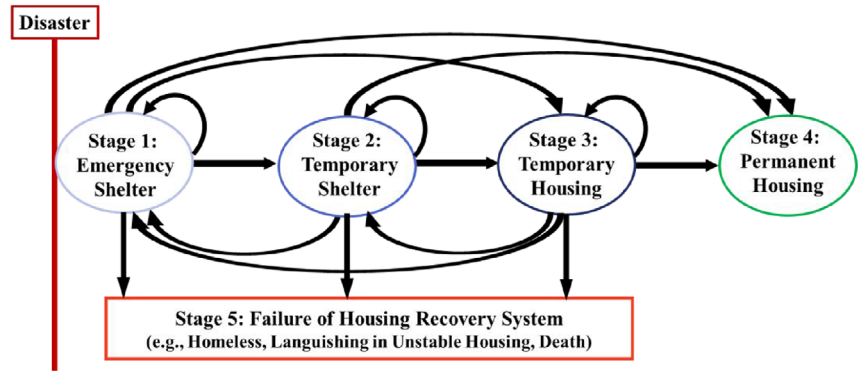 Disaster
Stage 1:
Emergency
Shelter
Stage 2:
Temporary
Shelter
Stage 3:
Temporary
Housing
Stage 4:
Permanent
Housing
Stage 5: Failure of Housing Recovery System
(e.g., Homeless, Languishing in Unstable Housing, Death)